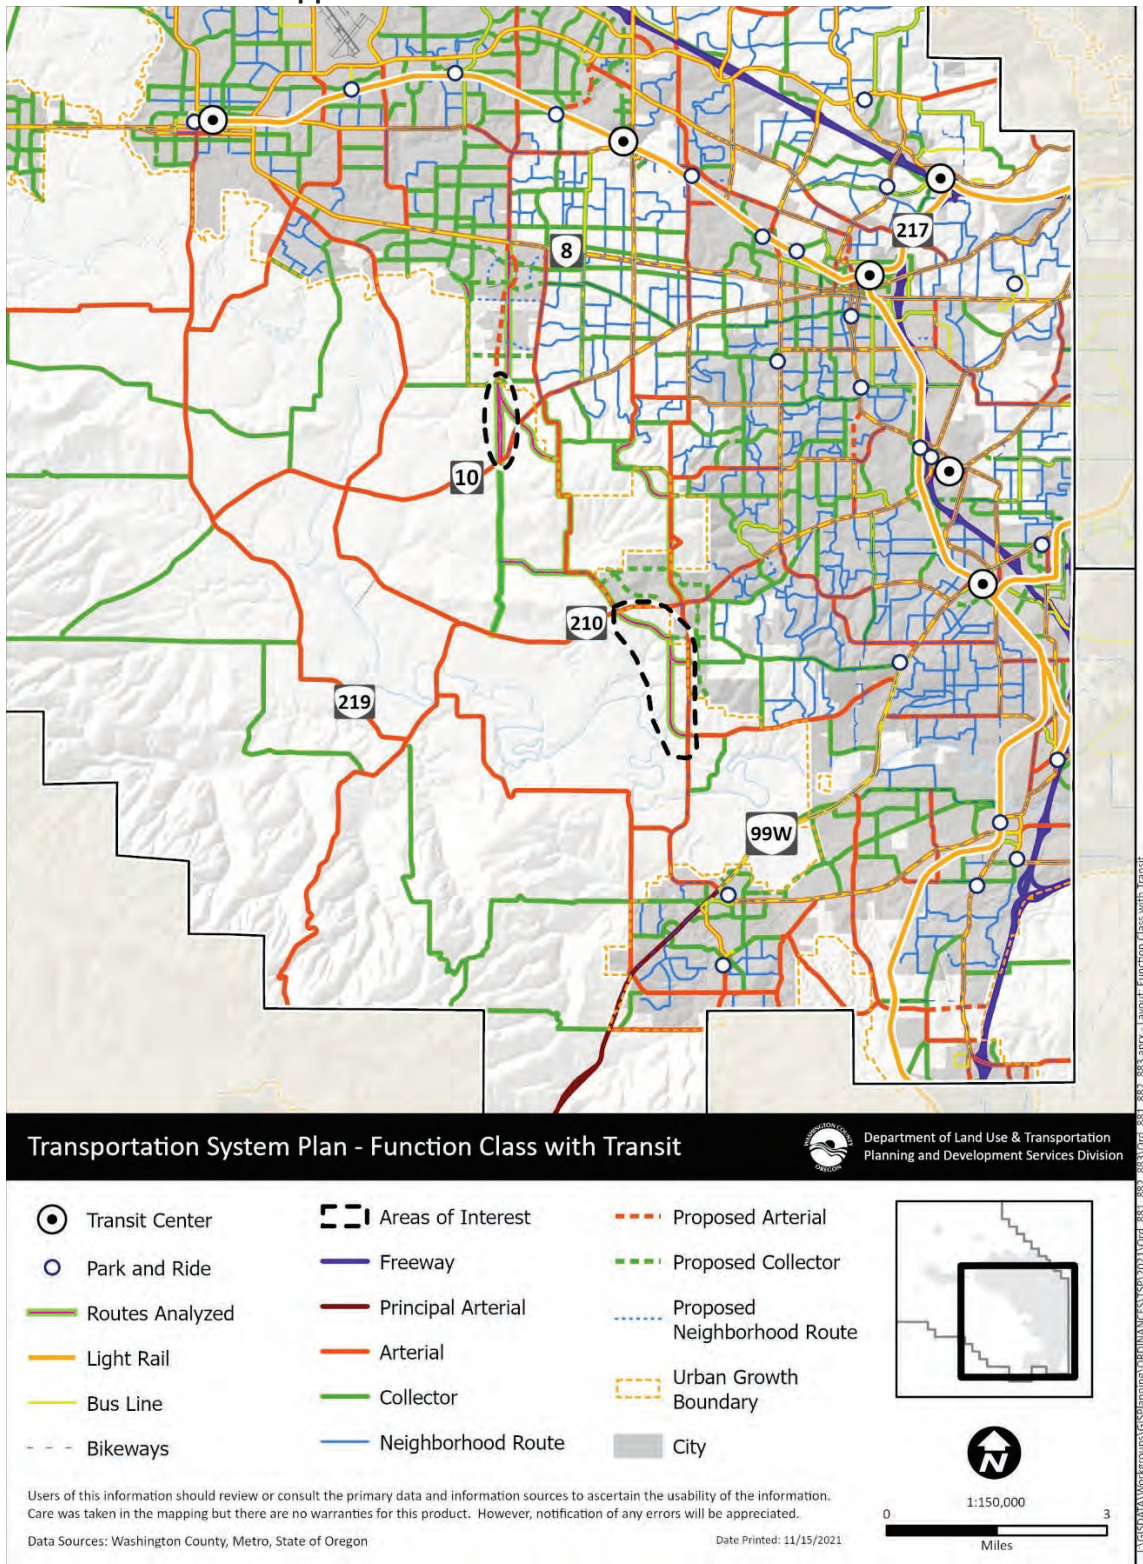 8
217
10
210
219
99W
Transportation System Plan - Function Class with Transit
WASHINGTON COUNTY
OREGON
Department of Land Use & Transportation
Planning and Development Services Division
Transit Center
Park and Ride
Routes Analyzed
Light Rail
Bus Line
Bikeways
Areas of Interest
Freeway
Principal Arterial
Arterial
Collector
Neighborhood Route
Proposed Arterial
Proposed Collector
Proposed
Neighborhood Route
Urban Growth
Boundary
City
N
1:150,000
0 3
Miles
Users of this information should review or consult the primary data and information sources to ascertain the usability of the information.
Care was taken in the mapping but there are no warranties for this product. However, notification of any errors will be appreciated.
Data Sources: Washington County, Metro, State of Oregon
Date Printed: 11/15/2021